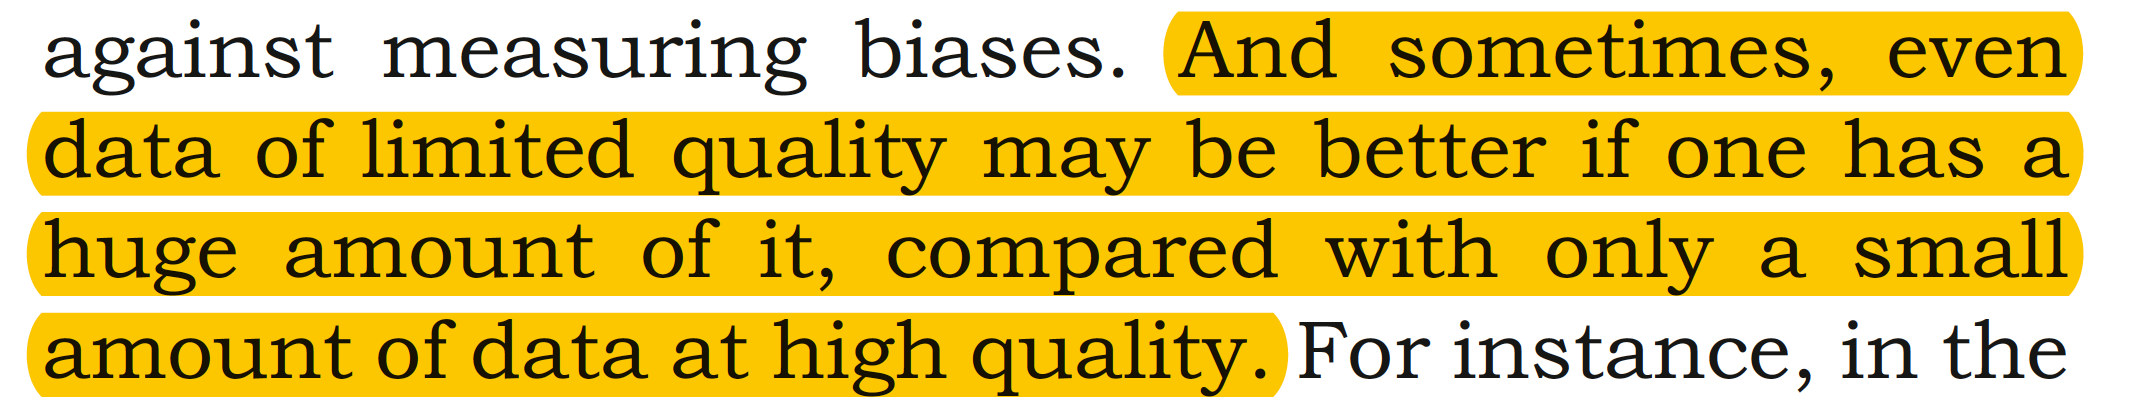 against measuring biases. And sometimes, even
data of limited quality may be better if one has a
huge amount of it, compared with only a small
amount of data at high quality. For instance, in the